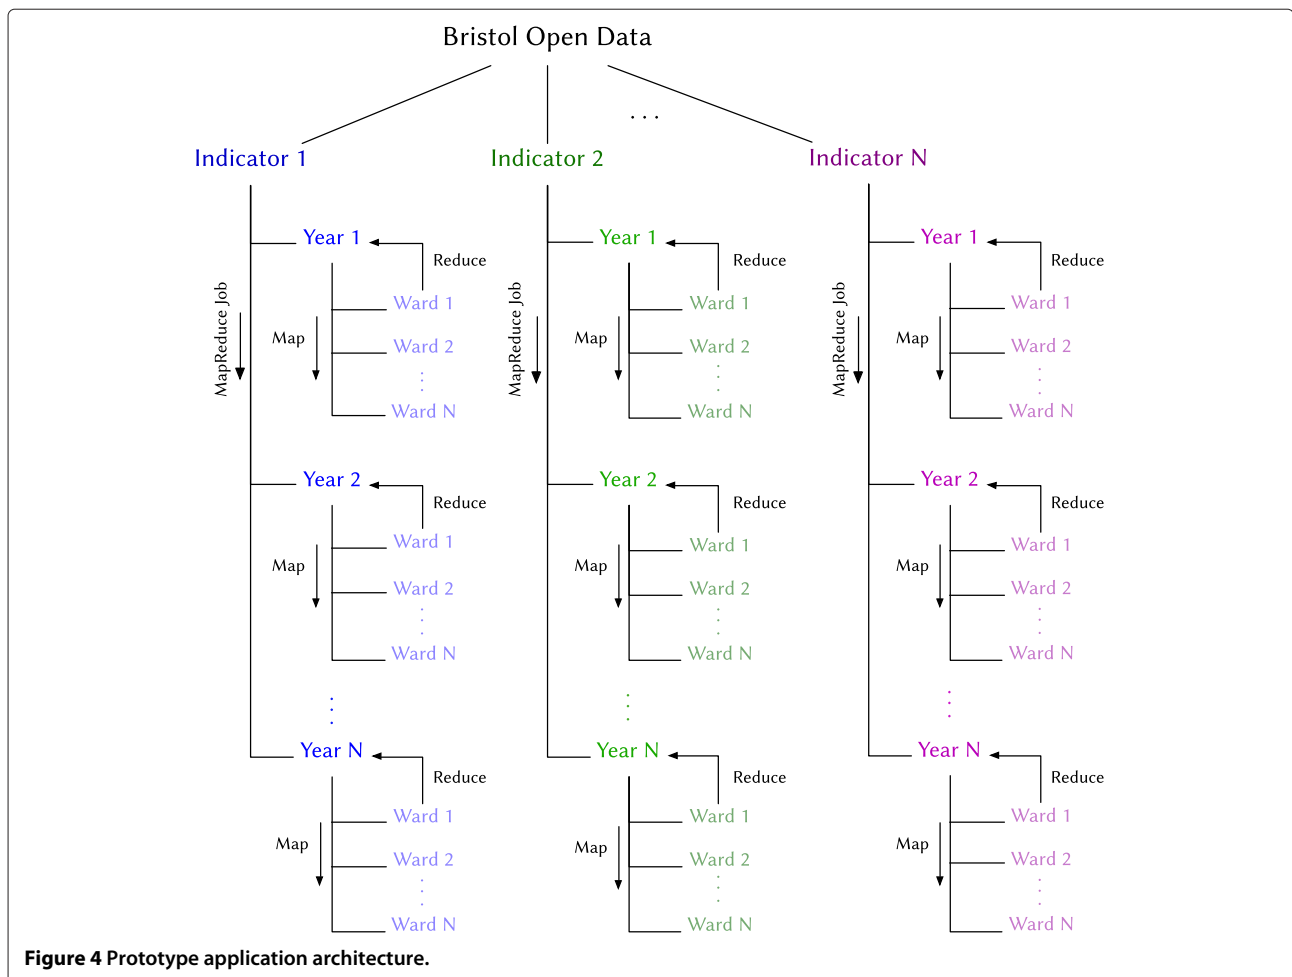 Bristol Open Data
. . .
Indicator 1
Indicator 2
Indicator N
MapReduce Job
Year 1
Reduce
Map
Ward 1
Ward 2
Ward N
Year 2
Reduce
Map
Ward 1
Ward 2
Ward N
Year N
Reduce
Map
Ward 1
Ward 2
Ward N
MapReduce Job
Year 1
Reduce
Map
Ward 1
Ward 2
Ward N
Year 2
Reduce
Map
Ward 1
Ward 2
Ward N
Year N
Reduce
Map
Ward 1
Ward 2
Ward N
MapReduce Job
Year 1
Reduce
Map
Ward 1
Ward 2
Ward N
Year 2
Reduce
Map
Ward 1
Ward 2
Ward N
Year N
Reduce
Map
Ward 1
Ward 2
Ward N
Figure 4 Prototype application architecture.